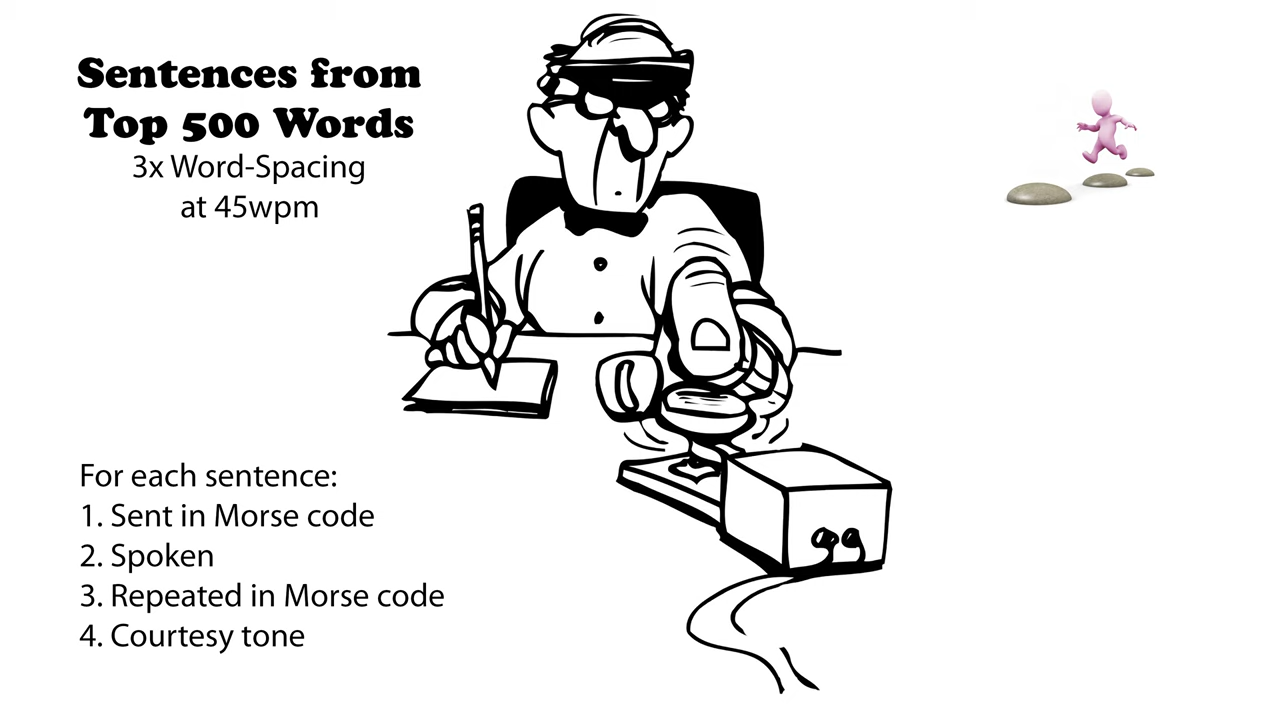 Sentences from
Top 500 Words
3x Word-Spacing
at 45wpm
For each sentence:
1. Sent in Morse code
2. Spoken
3. Repeated in Morse code
4. Courtesy tone